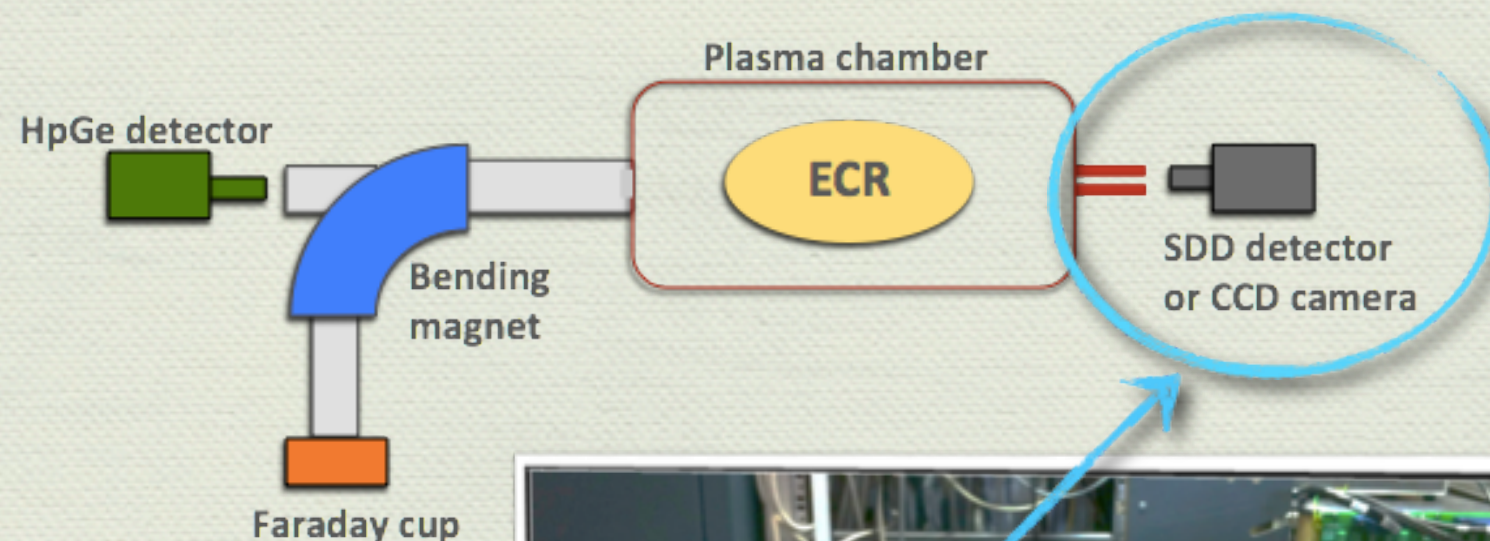 Plasma chamber
HpGe detector
ECR
SDD detector
or CCD camera
Bending
magnet
Faraday cup